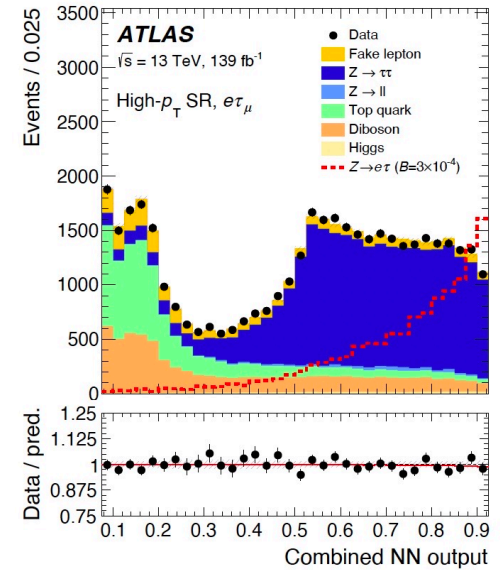 ATLAS
√s = 13 TeV, 139 fb⁻¹
High-p_T SR, eτ_μ
Data
Fake lepton
Z → ττ
Z → ll
Top quark
Diboson
Higgs
Z→eτ (B=3×10⁻⁴)
Events / 0.025
3500
3000
2500
2000
1500
1000
500
0
Data / pred.
1.25
1.125
1
0.875
0.75
0.1 0.2 0.3 0.4 0.5 0.6 0.7 0.8 0.9
Combined NN output